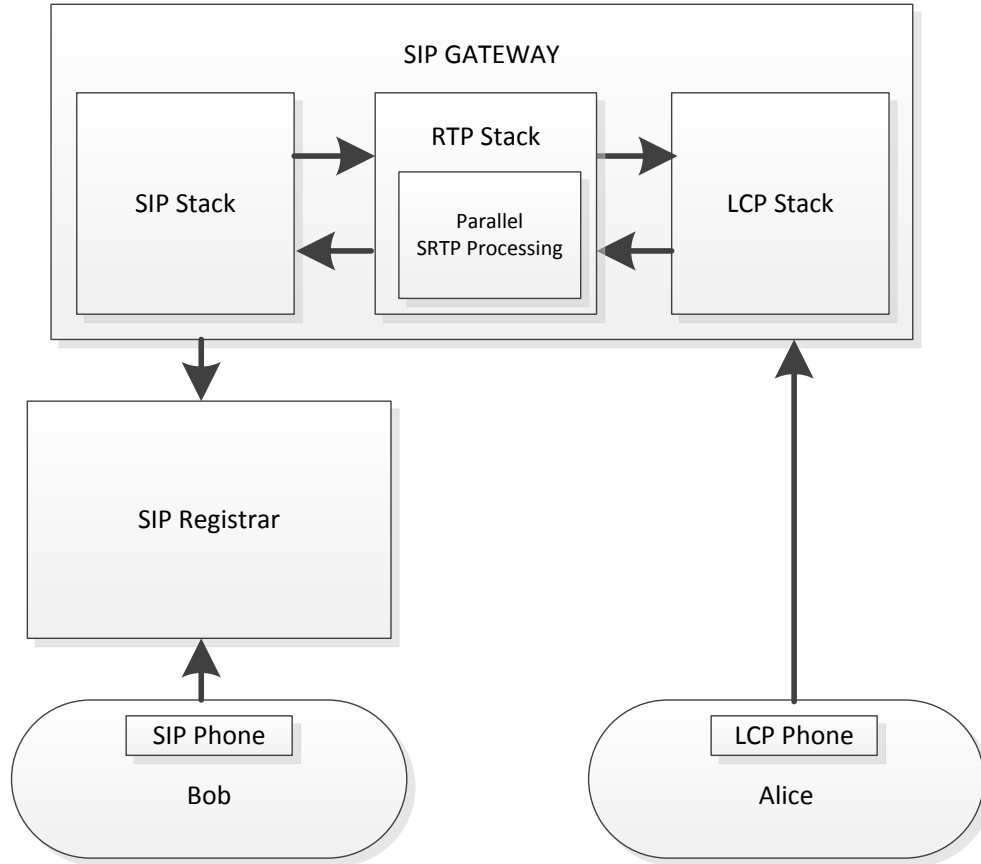 SIP GATEWAY
SIP Stack
RTP Stack
Parallel
SRTP Processing
LCP Stack
SIP Registrar
SIP Phone
Bob
LCP Phone
Alice